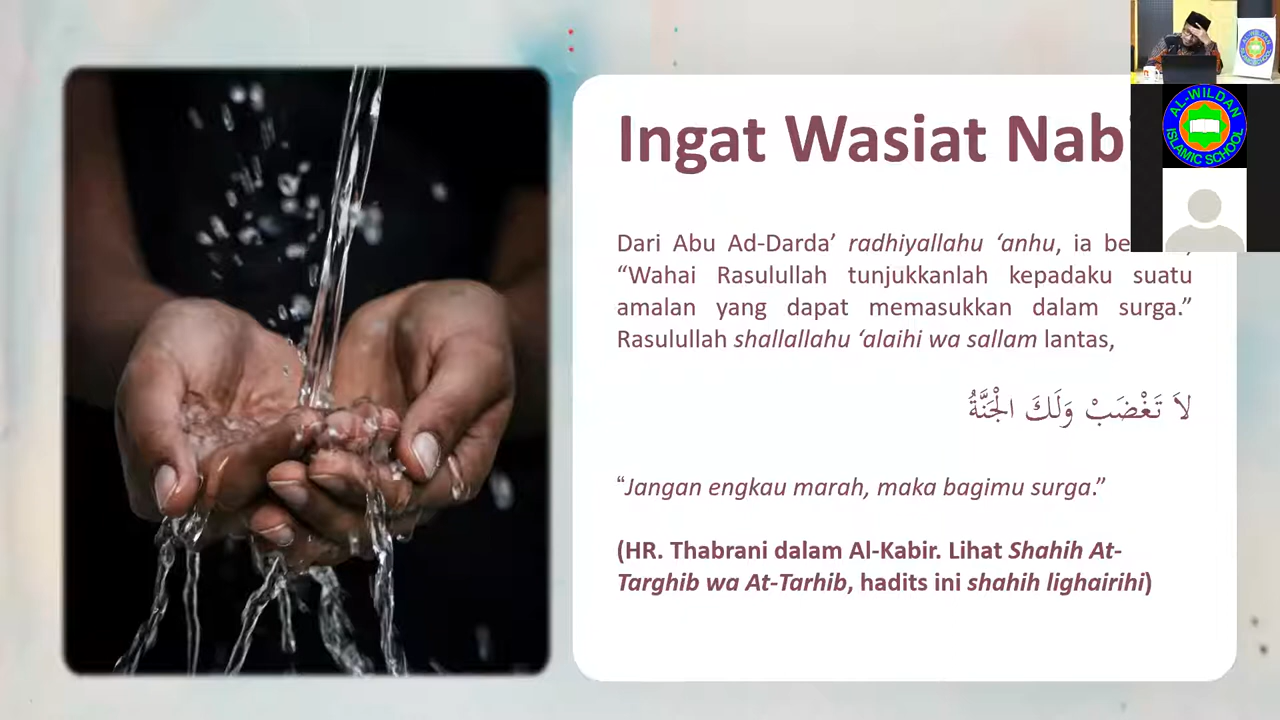 Ingat Wasiat Nabi
AL-WILDAN
ISLAMIC SCHOOL
Dari Abu Ad-Darda’ radhiyallahu ‘anhu, ia
“Wahai Rasulullah tunjukkanlah kepadaku suatu
amalan yang dapat memasukkan dalam surga.”
Rasulullah shallallahu ‘alaihi wa sallam lantas,
لاَ تَغْضَبْ وَلَكَ الْجَنَّةُ
“Jangan engkau marah, maka bagimu surga.”
(HR. Thabrani dalam Al-Kabir. Lihat Shahih At-
Targhib wa At-Tarhib, hadits ini shahih lighairihi)